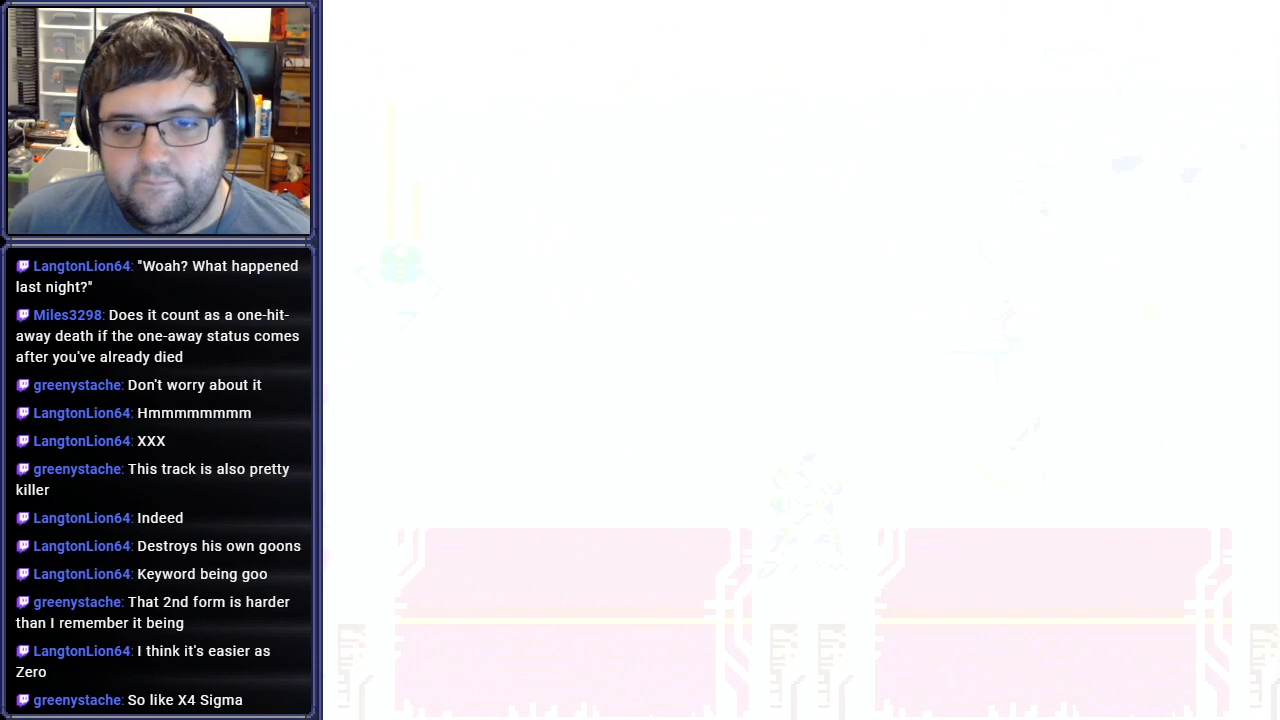 LangtonLion64: "Woah? What happened
last night?"
Miles3298: Does it count as a one-hit-
away death if the one-away status comes
after you've already died
greenystache: Don't worry about it
LangtonLion64: Hmmmmmmmm
LangtonLion64: XXX
greenystache: This track is also pretty
killer
LangtonLion64: Indeed
LangtonLion64: Destroys his own goons
LangtonLion64: Keyword being goo
greenystache: That 2nd form is harder
than I remember it being
LangtonLion64: I think it's easier as
Zero
greenystache: So like X4 Sigma